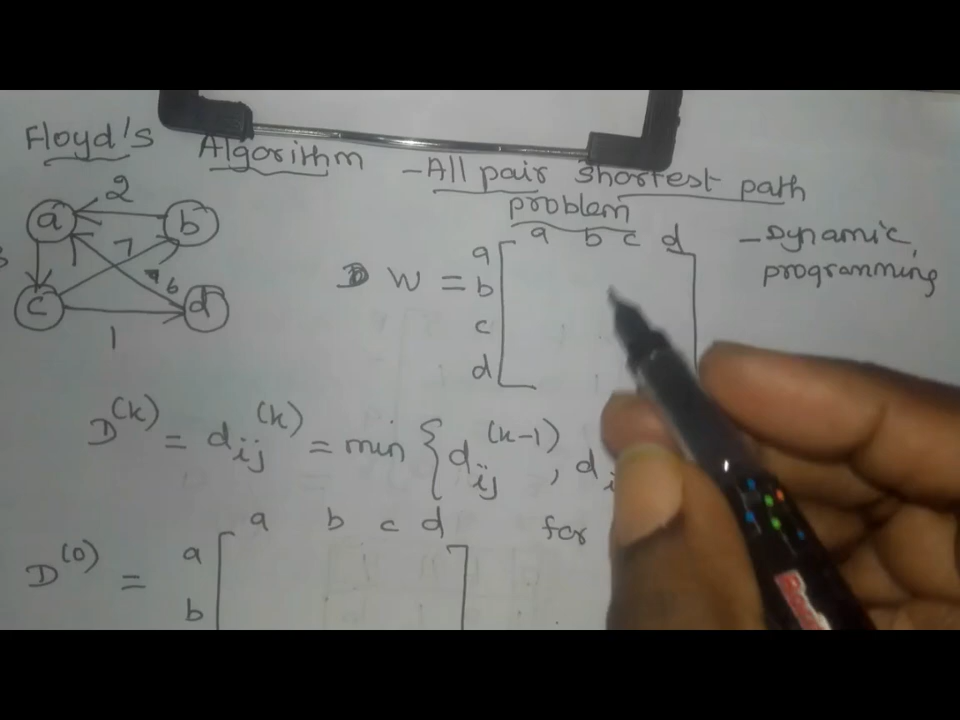 Floyd's Algorithm - All pair shortest path
problem
- Dynamic
programming
2
a b
7
6
c d
1
a b c d
W =
a
b
c
d
D(k) = dij(k) = min { dij(k-1), di
for
a b c d
D(0) =
a
b